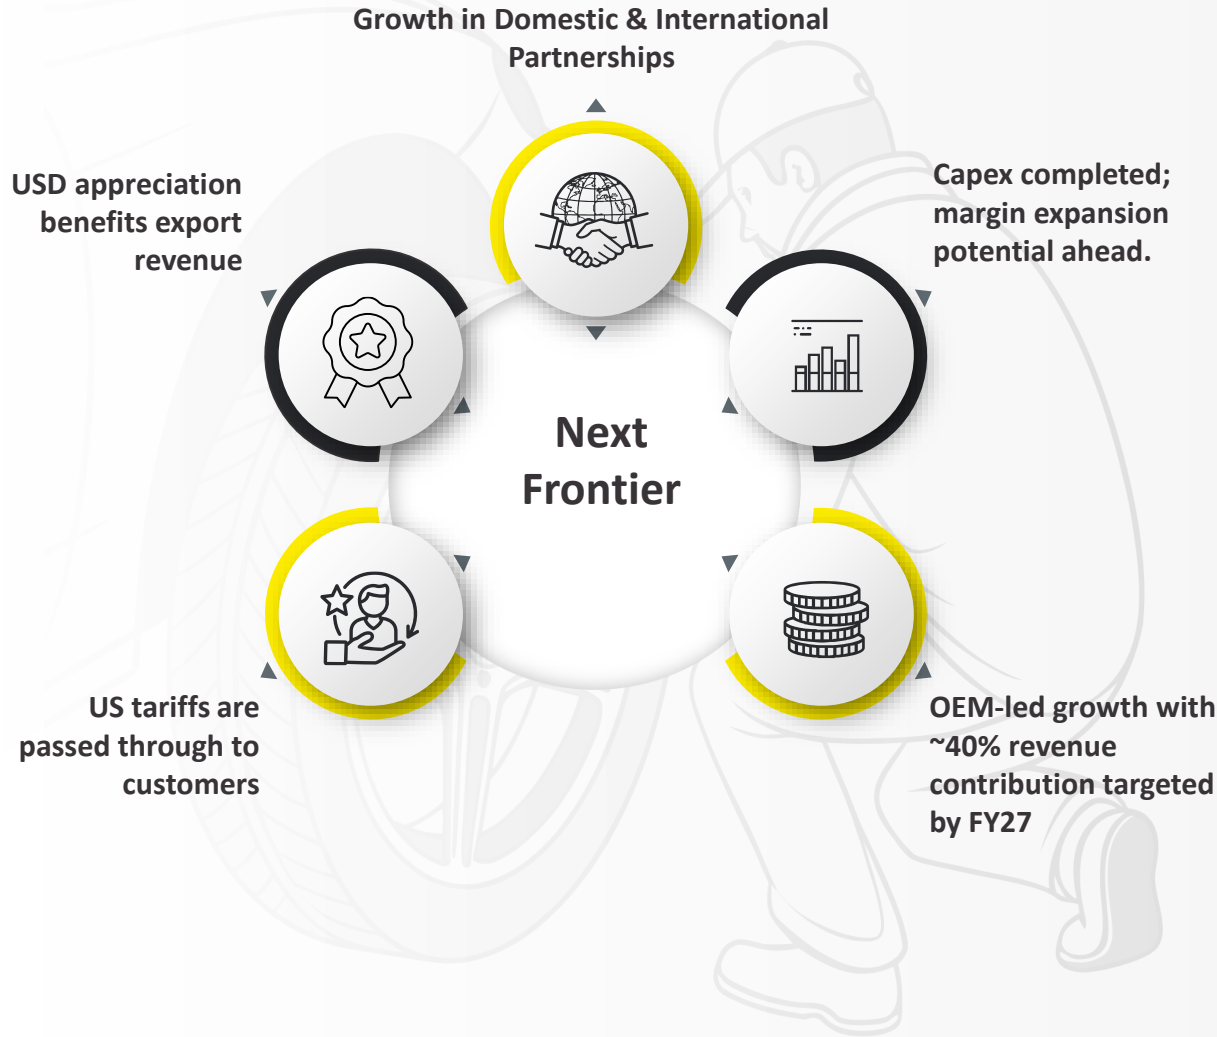 Growth in Domestic & International
Partnerships
USD appreciation
benefits export
revenue
Capex completed;
margin expansion
potential ahead.
Next
Frontier
US tariffs are
passed through to
customers
OEM-led growth with
~40% revenue
contribution targeted
by FY27